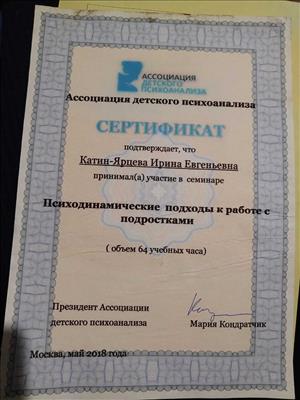 АССОЦИАЦИЯ
ДЕТСКОГО
ПСИХОАНАЛИЗА
Ассоциация детского психоанализа
СЕРТИФИКАТ
подтверждает, что
Катин-Ярцева Ирина Евгеньевна
принимал(а) участие в семинаре
Психодинамические подходы к работе с
подростками
( объем 64 учебных часа)
Президент Ассоциации
детского психоанализа
Мария Кондратчик
Москва, май 2018 года